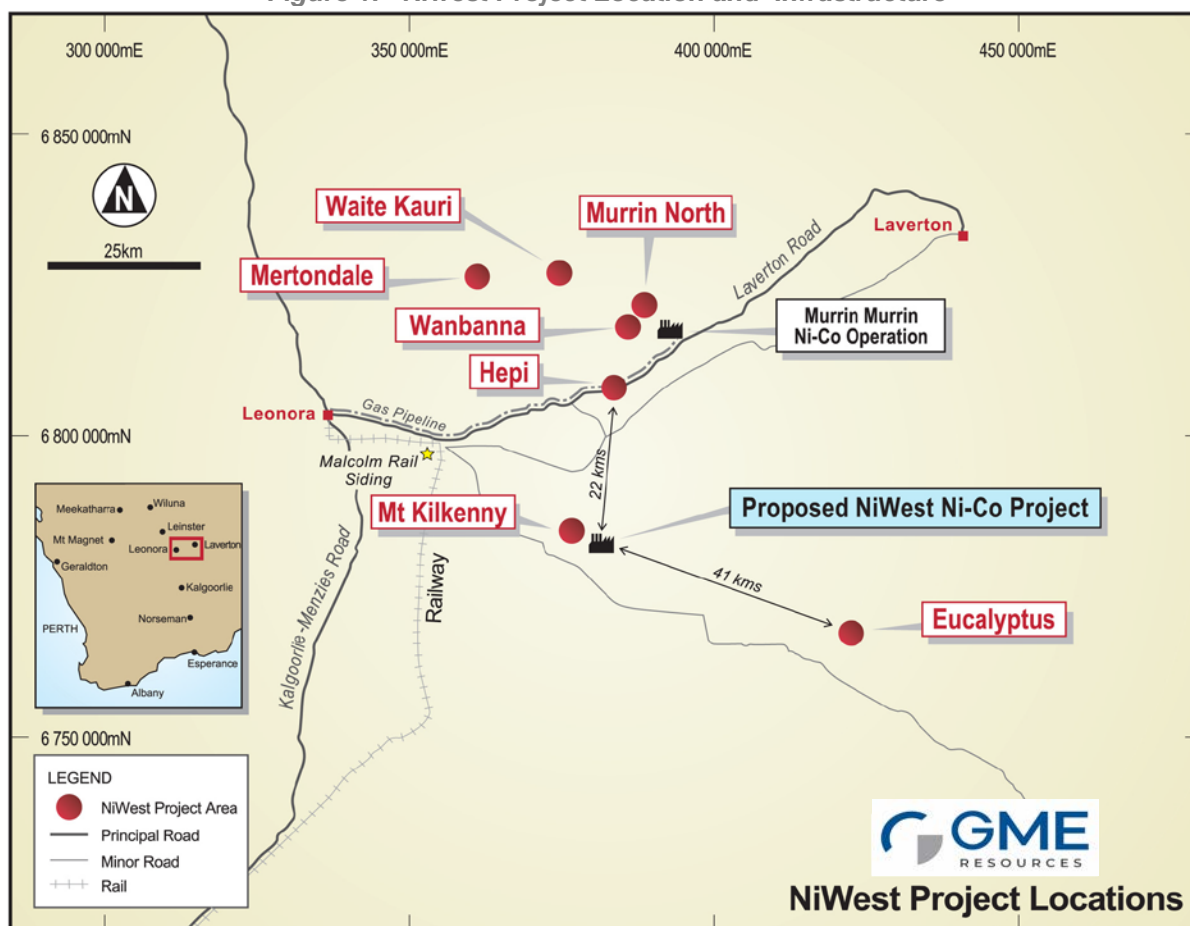 300 000mE
350 000mE
400 000mE
450 000mE
6 850 000mN
N
25km
Waite Kauri
Murrin North
Laverton
Mertondale
Laverton Road
Wanbanna
Murrin Murrin
Ni-Co Operation
Hepi
Leonora
Gas Pipeline
6 800 000mN
Malcolm Rail
Siding
22 kms
Mt Kilkenny
Proposed NiWest Ni-Co Project
41 kms
Eucalyptus
Kalgoorlie-Menzies Road
Railway
Meekatharra
Wiluna
Leinster
Mt Magnet
Leonora
Laverton
Geraldton
Kalgoorlie
Norseman
PERTH
Esperance
Albany
6 750 000mN
LEGEND
NiWest Project Area
Principal Road
Minor Road
Rail
GME
RESOURCES
NiWest Project Locations